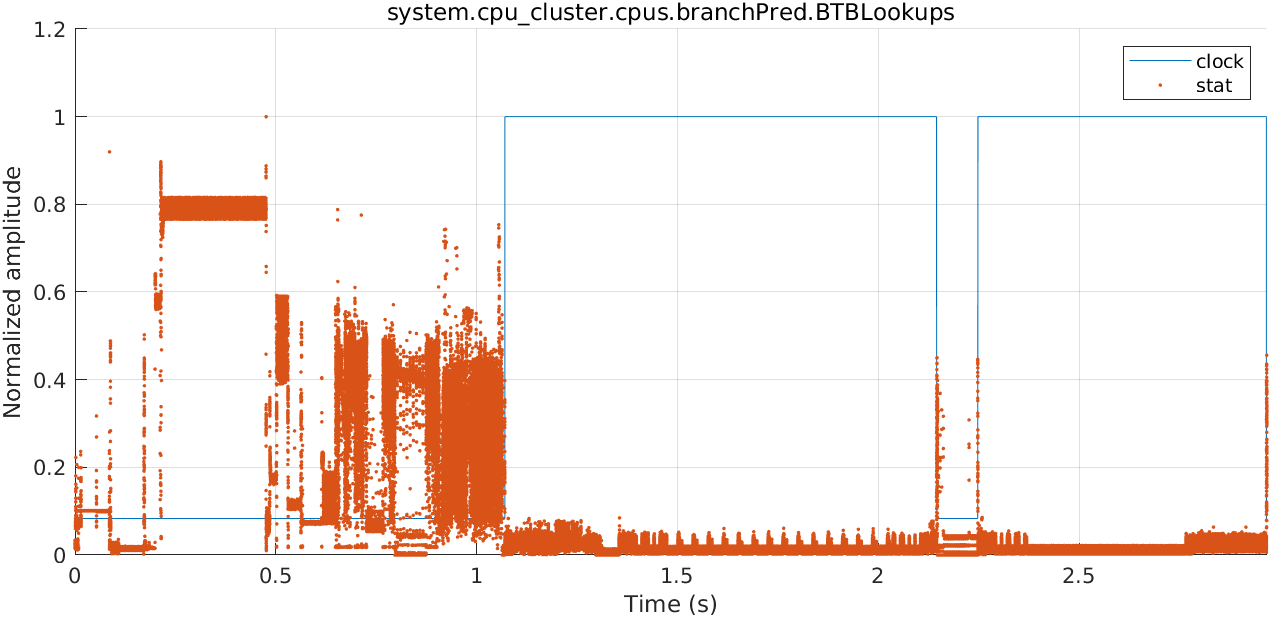 system.cpu_cluster.cpus.branchPred.BTBLookups
1.2
1
0.8
0.6
0.4
0.2
0
Normalized amplitude
clock
stat
0 0.5 1 1.5 2 2.5
Time (s)